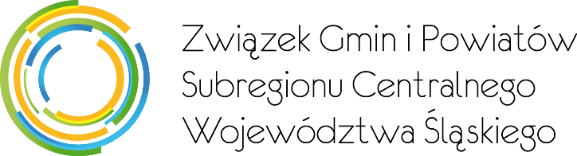 Związek Gmin i Powiatów
Subregionu Centralnego
Województwa Śląskiego